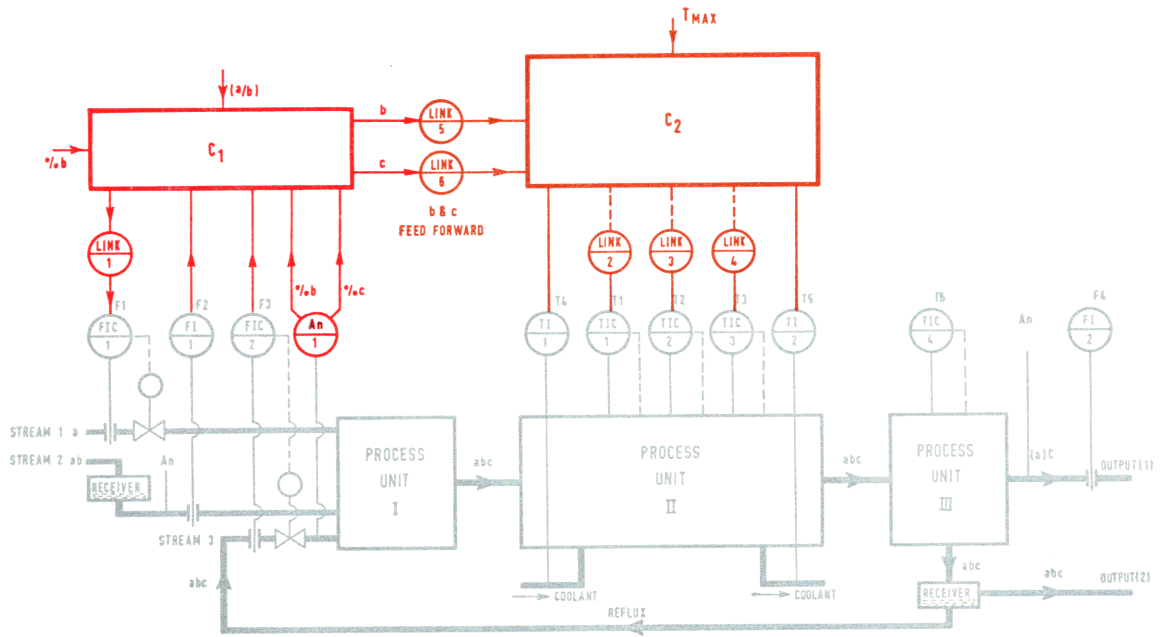 TMAX
(a/b)
C1
C2
%b
b
LINK
5
c
LINK
6
b & c
FEED FORWARD
LINK
1
LINK
2
LINK
3
LINK
4
%b
%c
F1
F2
F3
T4
T1
T2
T3
T5
T6
F4
FIC
1
FI
1
FIC
2
An
1
TI
1
TIC
1
TIC
2
TIC
3
TI
2
TIC
4
An
FI
2
STREAM 1 a
STREAM 2 ab
An
RECEIVER
STREAM 3
PROCESS
UNIT
I
abc
PROCESS
UNIT
II
abc
PROCESS
UNIT
III
(a)C
OUTPUT(1)
abc
COOLANT
COOLANT
abc
RECEIVER
abc
OUTPUT(2)
REFLUX